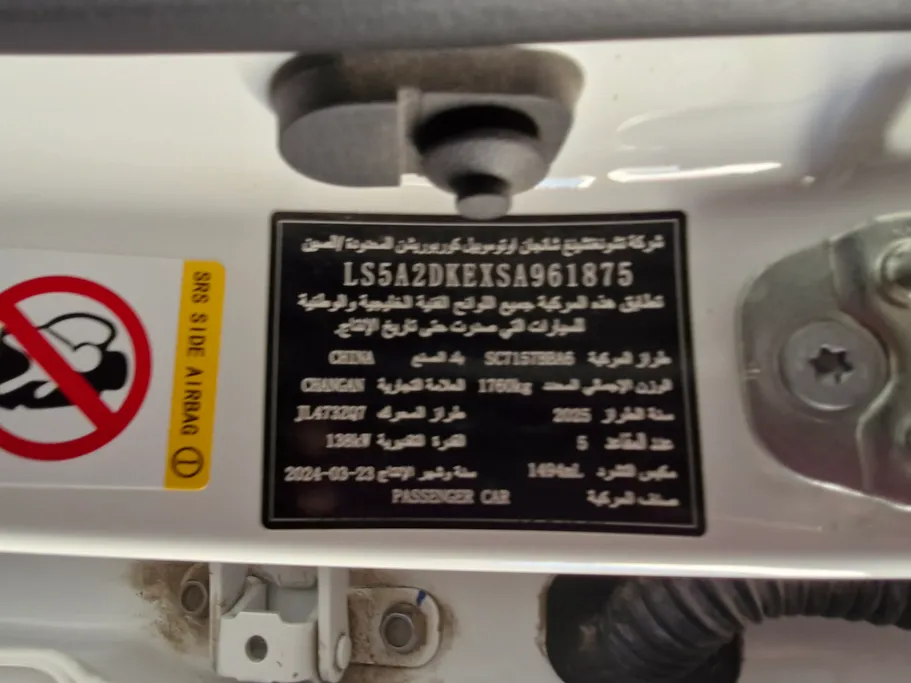 شركة تشونغتشينغ شانجان اوتوموبيل كوربوريشن المحدودة /الصين
LS5A2DKEXSA961875
تطابق هذه المركبة جميع اللوائح الفنية الخليجية والوطنية
للسيارات التي صدرت حتى تاريخ الإنتاج.
طراز المركبة SC7157BBA6 بلد الصنع CHINA
الوزن الإجمالي المعتمد 1760kg العلامة التجارية CHANGAN
سنة الطراز 2025 طراز المحرك JL473ZQ7
عدد المقاعد 5 القدرة التقديرية 138kW
مكبس التشرد 1494mL سنة وشهر الإنتاج 2024-03-23
صنف المركبة PASSENGER CAR
SRS SIDE AIRBAG